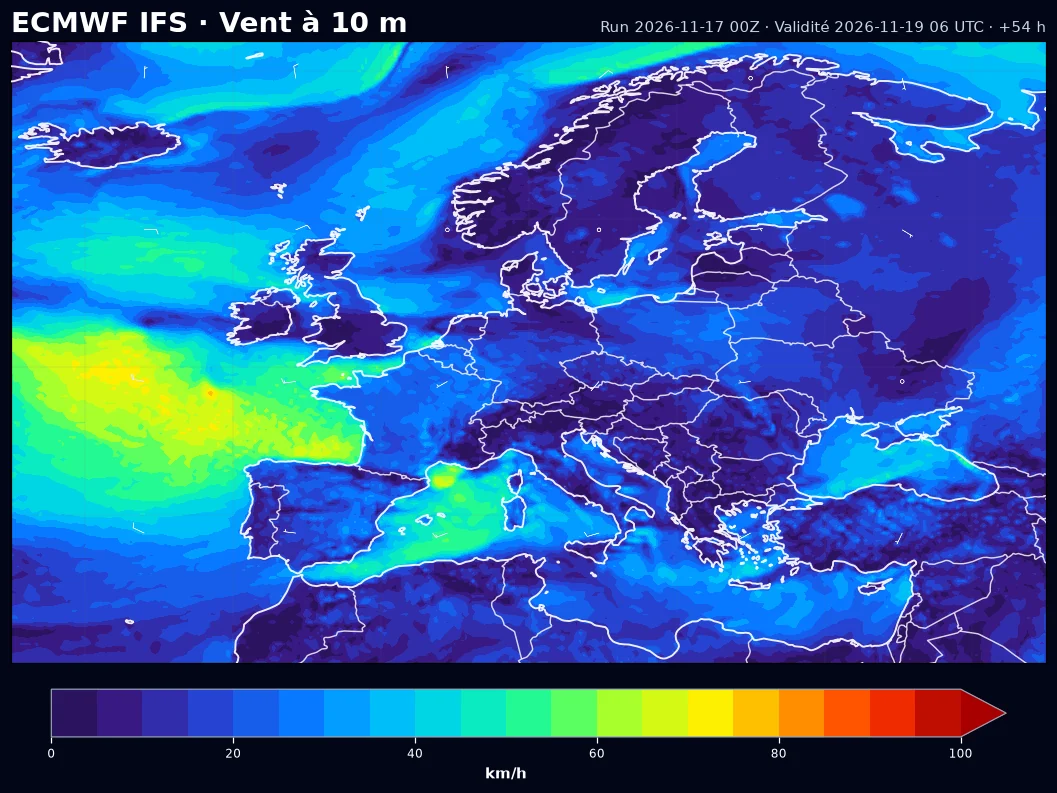 ECMWF IFS · Vent à 10 m
Run 2026-11-17 00Z · Validité 2026-11-19 06 UTC · +54 h
0 20 40 60 80 100
km/h